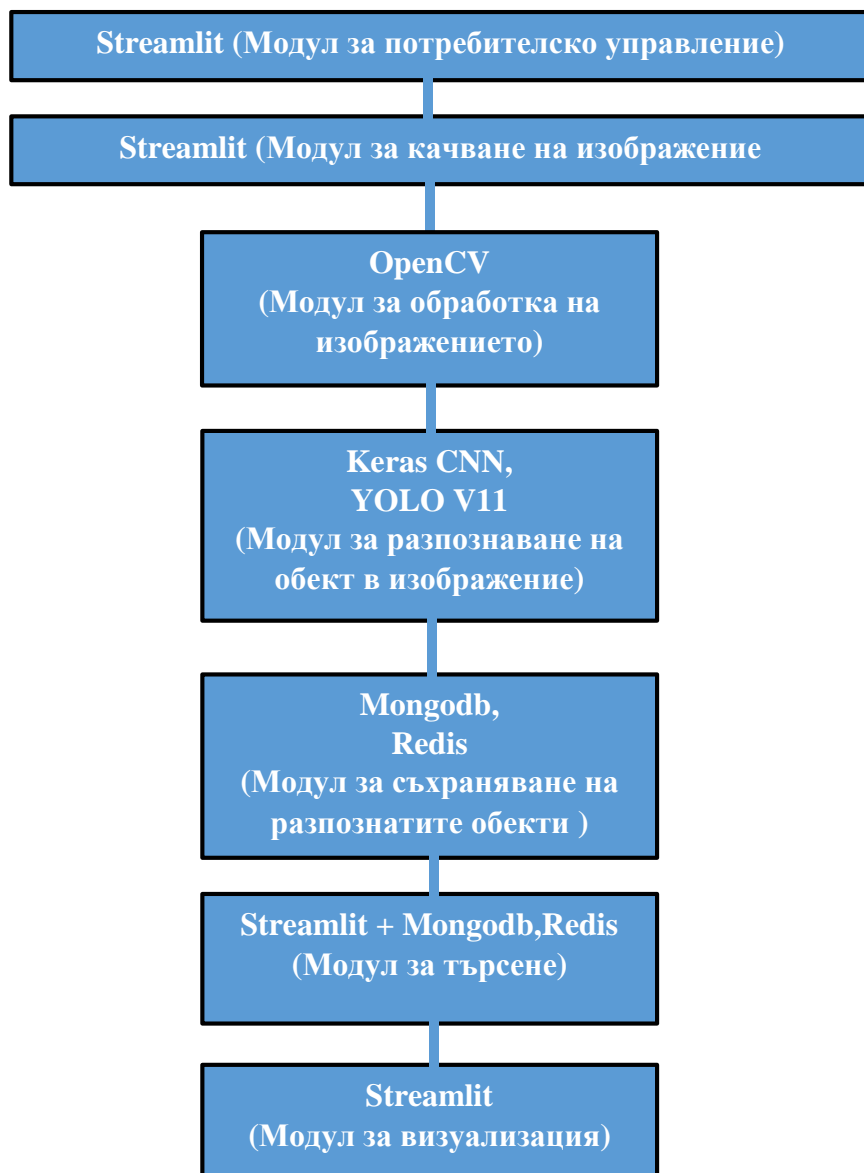 Streamlit (Модул за потребителско управление)
Streamlit (Модул за качване на изображение
OpenCV
(Модул за обработка на
изображението)
Keras CNN,
YOLO V11
(Модул за разпознаване на
обект в изображение)
Mongodb,
Redis
(Модул за съхраняване на
разпознатите обекти )
Streamlit + Mongodb,Redis
(Модул за търсене)
Streamlit
(Модул за визуализация)